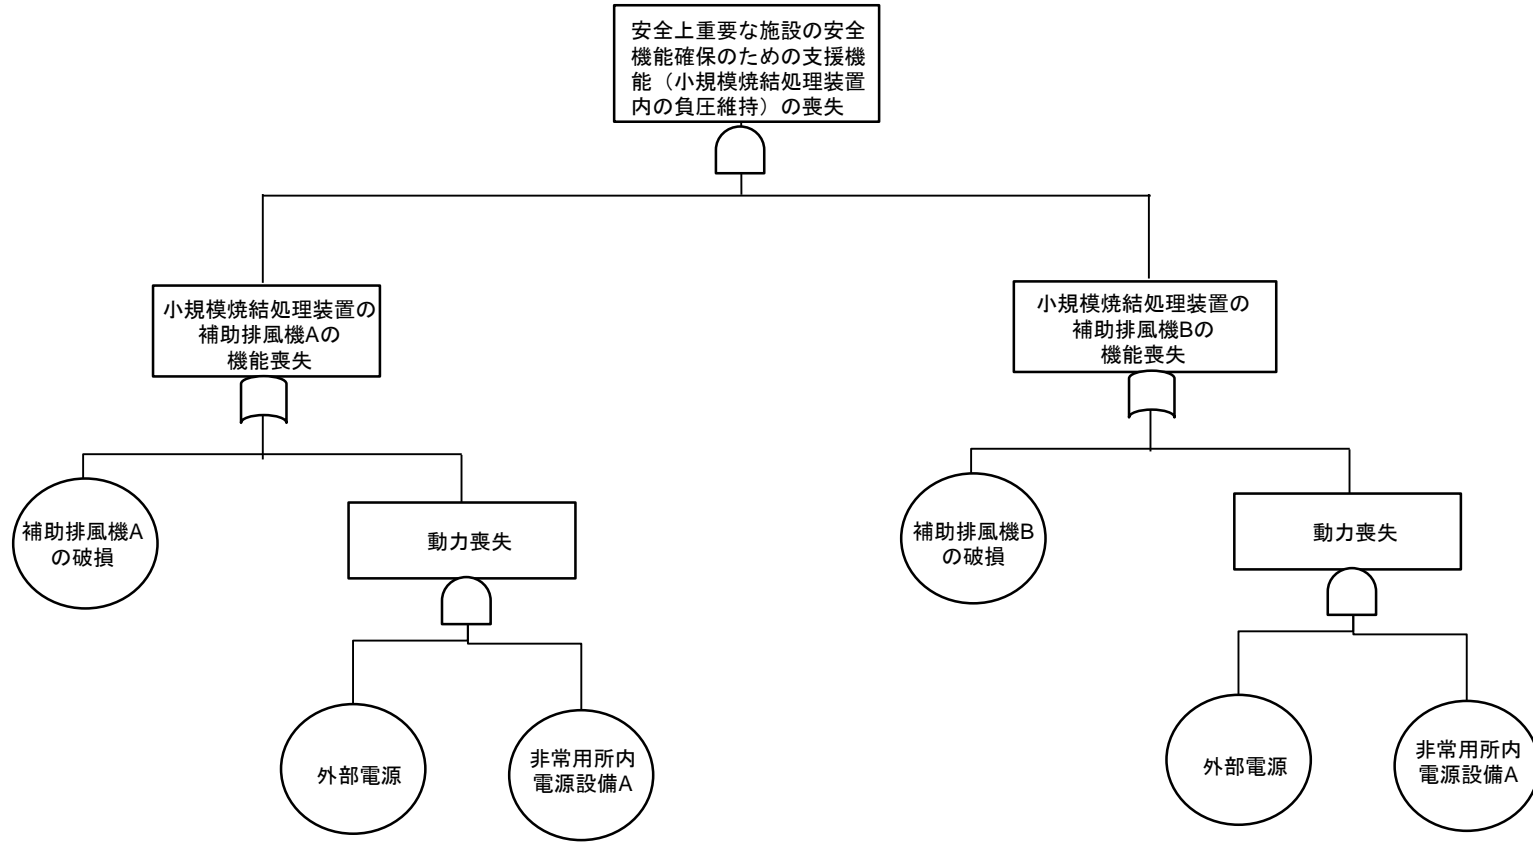 安全上重要な施設の安全
機能確保のための支援機
能（小規模焼結処理装置
内の負圧維持）の喪失
小規模焼結処理装置の
補助排風機Aの
機能喪失
小規模焼結処理装置の
補助排風機Bの
機能喪失
補助排風機A
の破損
動力喪失
補助排風機B
の破損
動力喪失
外部電源
非常用所内
電源設備A
外部電源
非常用所内
電源設備A